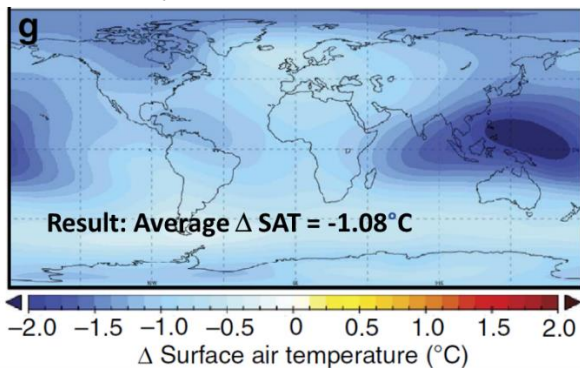 g
Result: Average Δ SAT = -1.08°C
−2.0 −1.5 −1.0 −0.5 0 0.5 1.0 1.5 2.0
Δ Surface air temperature (°C)